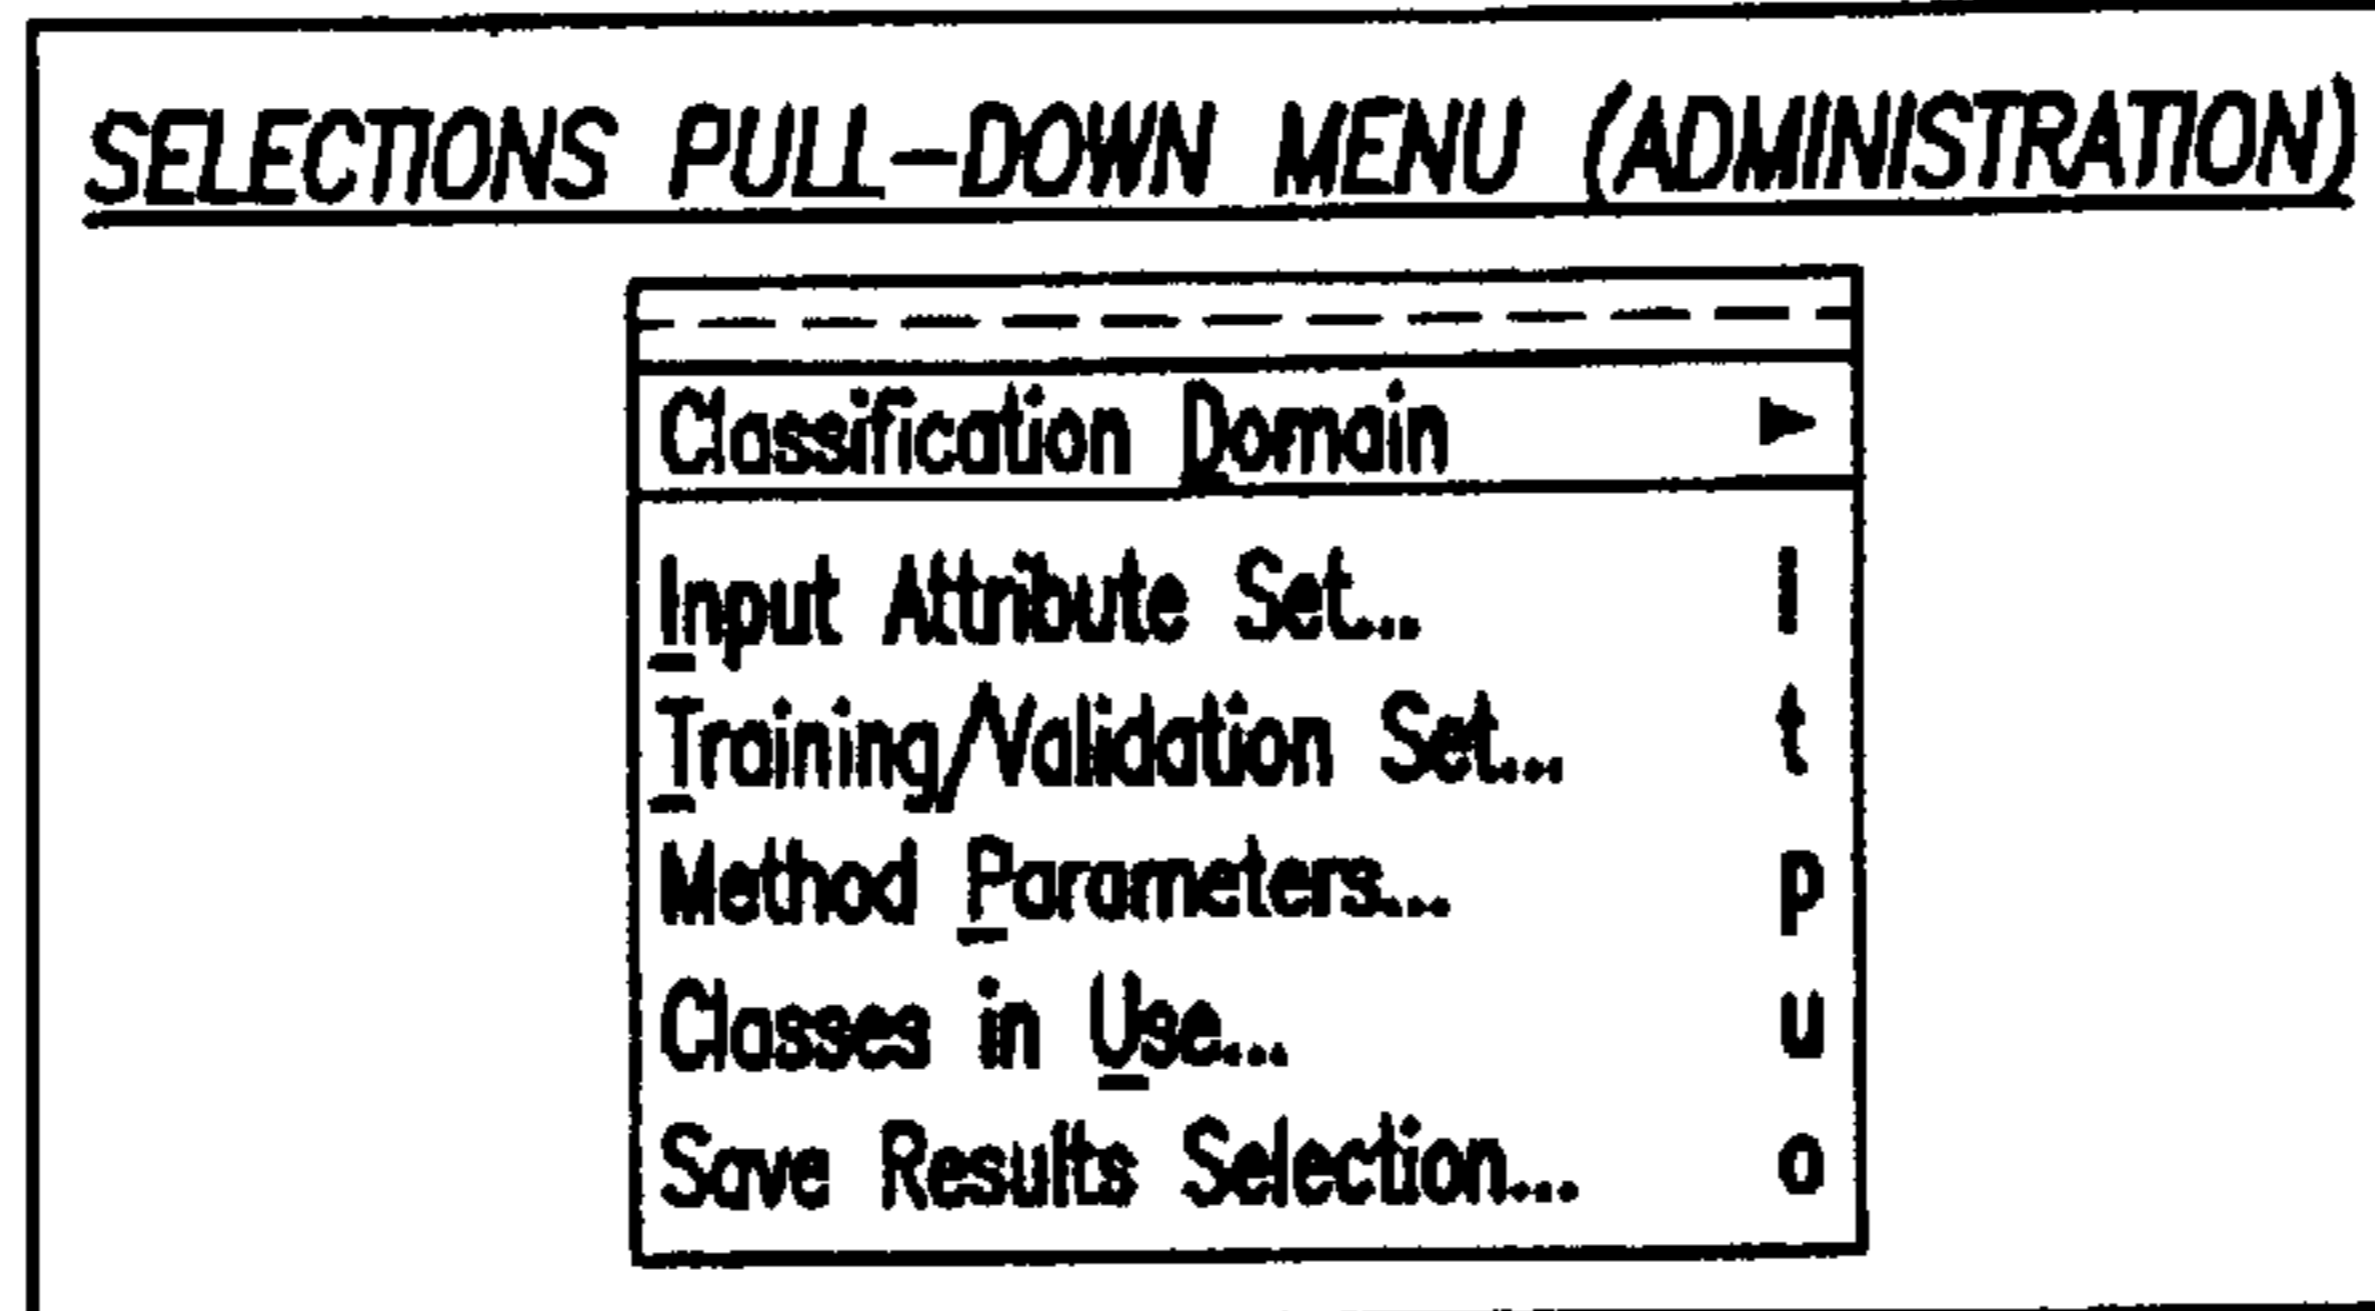 SELECTIONS PULL-DOWN MENU (ADMINISTRATION)
Classification Domain ►
Input Attribute Set... I
Training/Validation Set... t
Method Parameters... p
Classes in Use... u
Save Results Selection... o